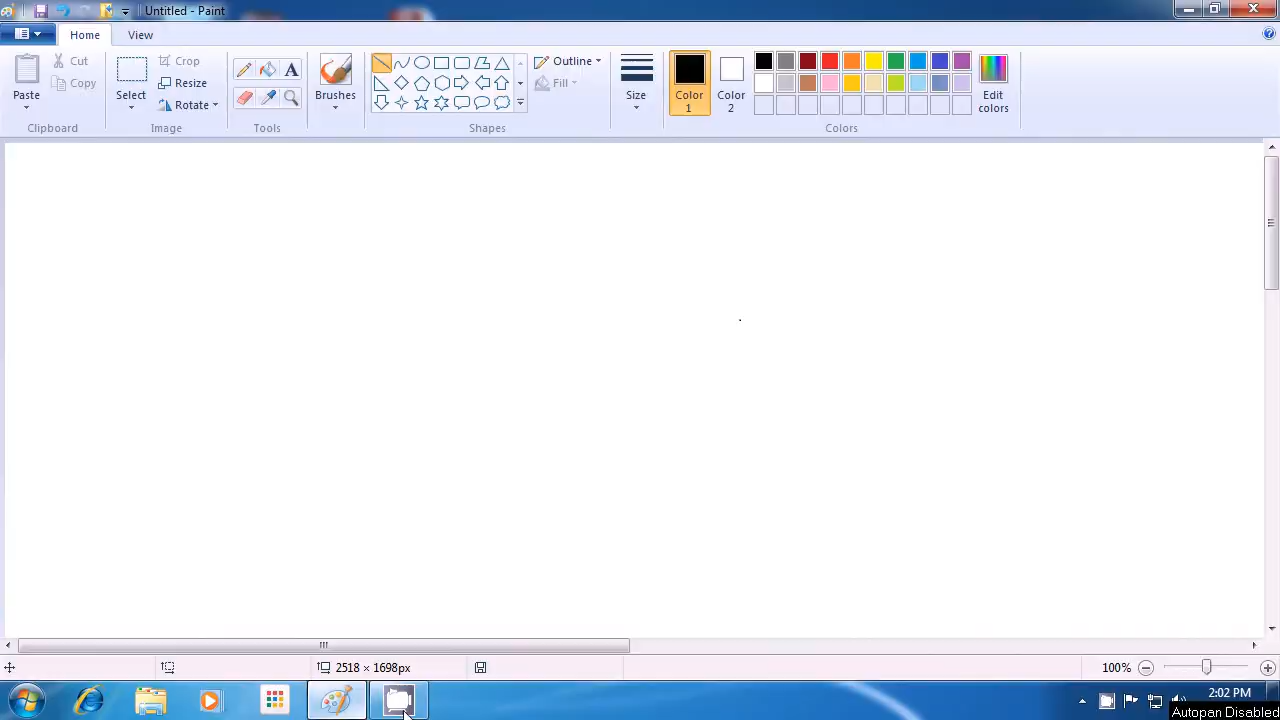 Untitled - Paint
Home
View
Paste
Cut
Copy
Clipboard
Select
Crop
Resize
Rotate
Image
A
Tools
Brushes
Outline
Fill
Shapes
Size
Color 1
Color 2
Edit colors
Colors
2518 × 1698px
100%
2:02 PM
Autopan Disabled